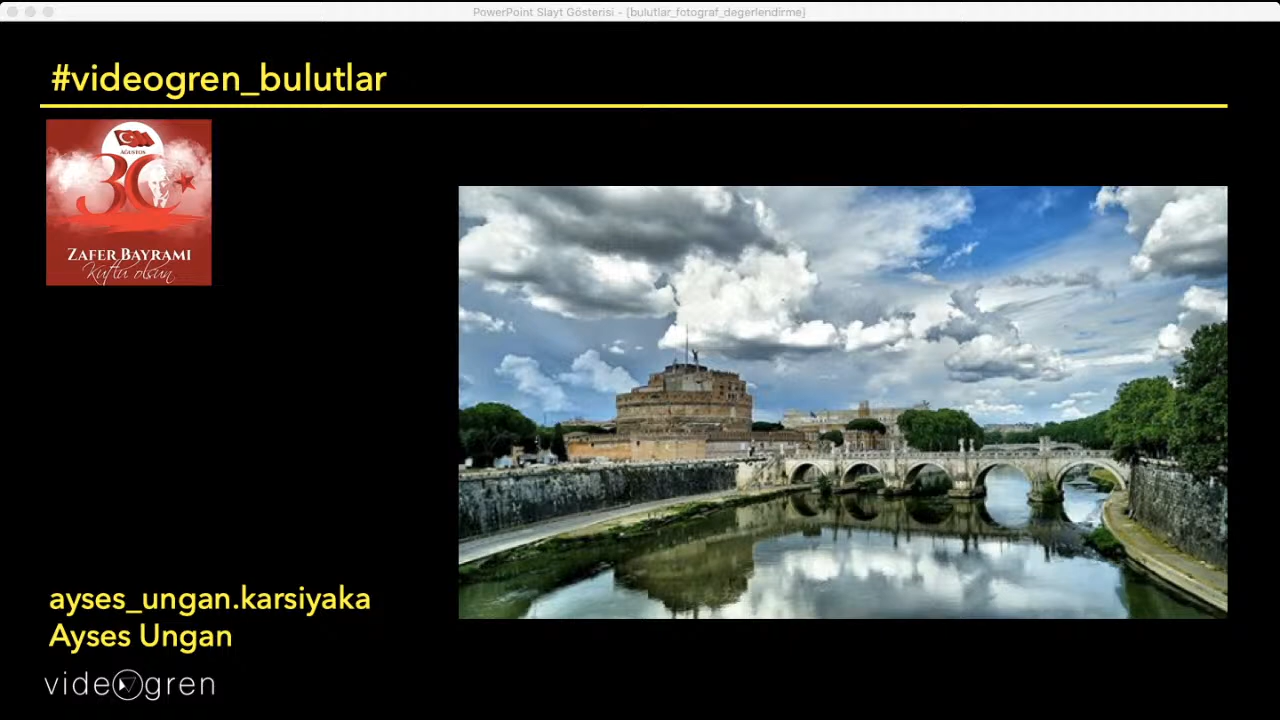 PowerPoint Slayt Gösterisi - [bulutlar_fotograf_degerlendirme]
#videogren_bulutlar
AĞUSTOS
30
ZAFER BAYRAMI
Kutlu olsun...
ayses_ungan.karsiyaka
Ayses Ungan
videogren